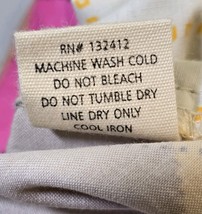 RN# 132412
MACHINE WASH COLD
DO NOT BLEACH
DO NOT TUMBLE DRY
LINE DRY ONLY
COOL IRON